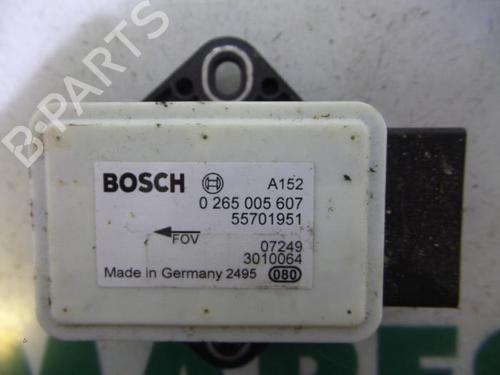 B-PARTS
BOSCH A152
0 265 005 607
55701951
FOV
07249
3010064
Made in Germany 2495 080